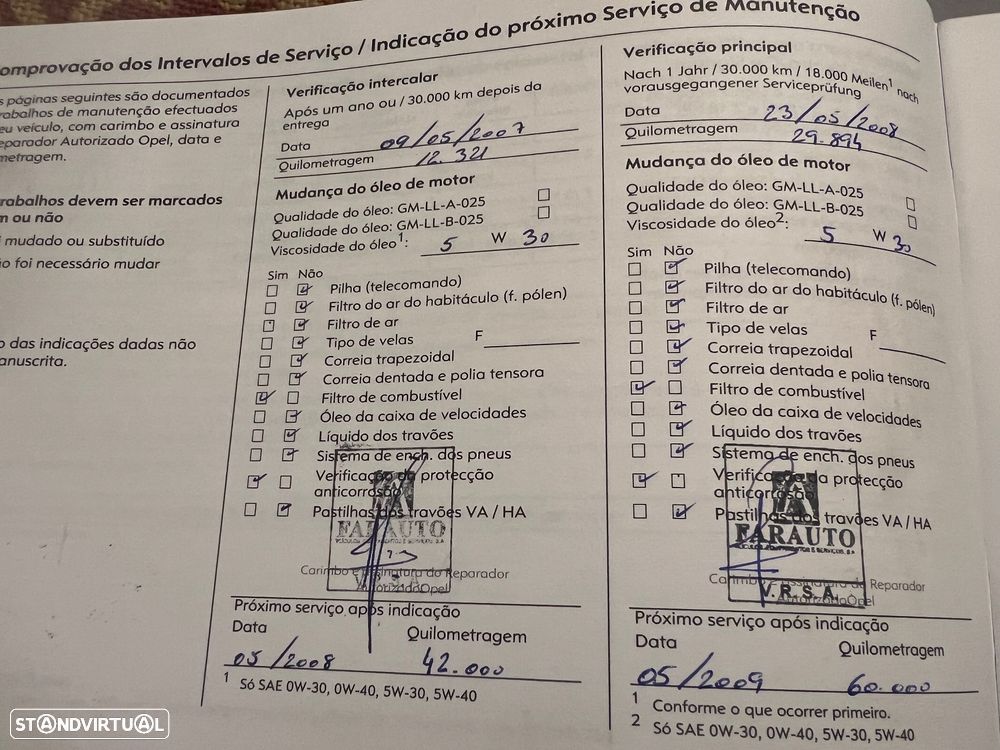 omprovação dos Intervalos de Serviço / Indicação do próximo Serviço de Manutenção
s páginas seguintes são documentados
rabalhos de manutenção efectuados
eu veículo, com carimbo e assinatura
eparador Autorizado Opel, data e
metragem.
rabalhos devem ser marcados
m ou não
i mudado ou substituído
o foi necessário mudar
o das indicações dadas não
anuscrita.
Verificação intercalar
Após um ano ou / 30.000 km depois da
entrega
Data 09/05/2007
Quilometragem 12.321
Mudança do óleo de motor
Qualidade do óleo: GM-LL-A-025
Qualidade do óleo: GM-LL-B-025
Viscosidade do óleo1: 5 W 30
Sim Não
Pilha (telecomando)
Filtro do ar do habitáculo (f. pólen)
Filtro de ar
Tipo de velas F
Correia trapezoidal
Correia dentada e polia tensora
Filtro de combustível
Óleo da caixa de velocidades
Líquido dos travões
Sistema de ench. dos pneus
Verificação da protecção
anticorrosão
Pastilhas dos travões VA / HA
FARAUTO
Carimbo e assinatura do Reparador
Autorizado Opel
Próximo serviço após indicação
Data Quilometragem
05/2008 42.000
1 Só SAE 0W-30, 0W-40, 5W-30, 5W-40
Verificação principal
Nach 1 Jahr / 30.000 km / 18.000 Meilen1 nach
vorausgegangener Serviceprüfung
Data 23/05/2008
Quilometragem 29.894
Mudança do óleo de motor
Qualidade do óleo: GM-LL-A-025
Qualidade do óleo: GM-LL-B-025
Viscosidade do óleo2: 5 W 30
Sim Não
Pilha (telecomando)
Filtro do ar do habitáculo (f. pólen)
Filtro de ar
Tipo de velas F
Correia trapezoidal
Correia dentada e polia tensora
Filtro de combustível
Óleo da caixa de velocidades
Líquido dos travões
Sistema de ench. dos pneus
Verificação da protecção
anticorrosão
Pastilhas dos travões VA / HA
FARAUTO
Carimbo e assinatura do Reparador
Autorizado Opel
V.R.S.A.
Próximo serviço após indicação
Data Quilometragem
05/2009 60.000
1 Conforme o que ocorrer primeiro.
2 Só SAE 0W-30, 0W-40, 5W-30, 5W-40
STANDVIRTUAL